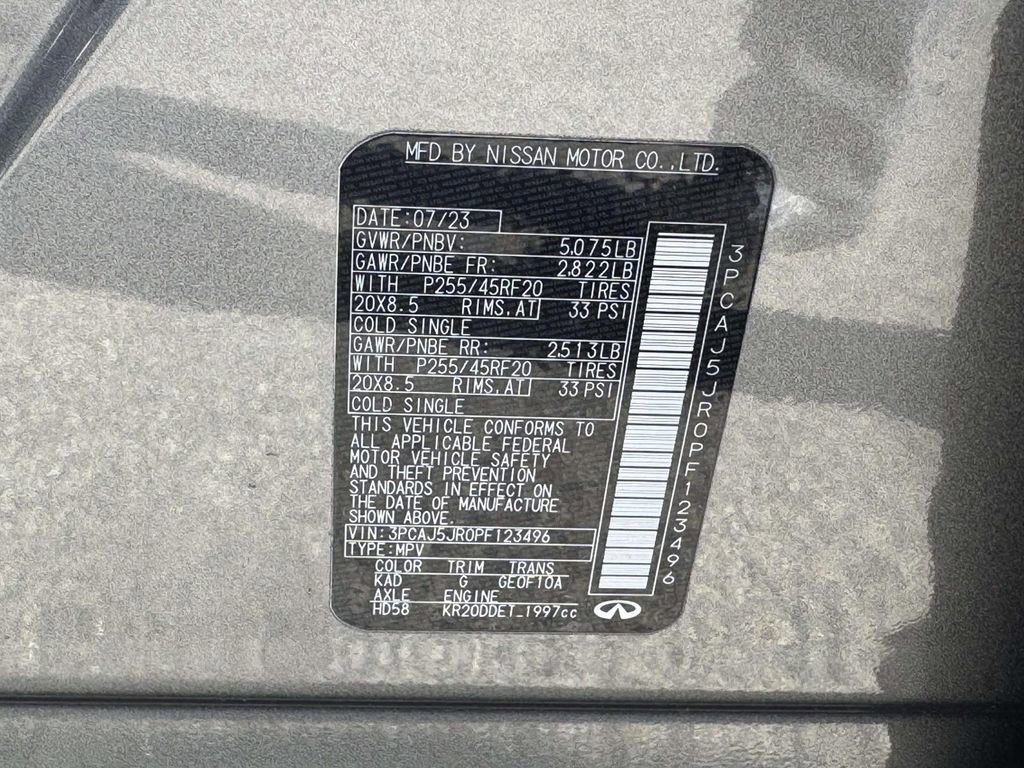 MFD BY NISSAN MOTOR CO.,LTD.
DATE:07/23
GVWR/PNBV: 5,075LB
GAWR/PNBE FR: 2,822LB
WITH P255/45RF20 TIRES
20X8.5 RIMS,AT 33 PSI
COLD SINGLE
GAWR/PNBE RR: 2,513LB
WITH P255/45RF20 TIRES
20X8.5 RIMS,AT 33 PSI
COLD SINGLE
THIS VEHICLE CONFORMS TO
ALL APPLICABLE FEDERAL
MOTOR VEHICLE SAFETY
AND THEFT PREVENTION
STANDARDS IN EFFECT ON
THE DATE OF MANUFACTURE
SHOWN ABOVE.
VIN:3PCAJ5JR0PF123496
TYPE:MPV
COLOR TRIM TRANS
KAD G GE0F10A
AXLE ENGINE
HD58 KR20DDET 1997cc
3PCAJ5JR0PF123496